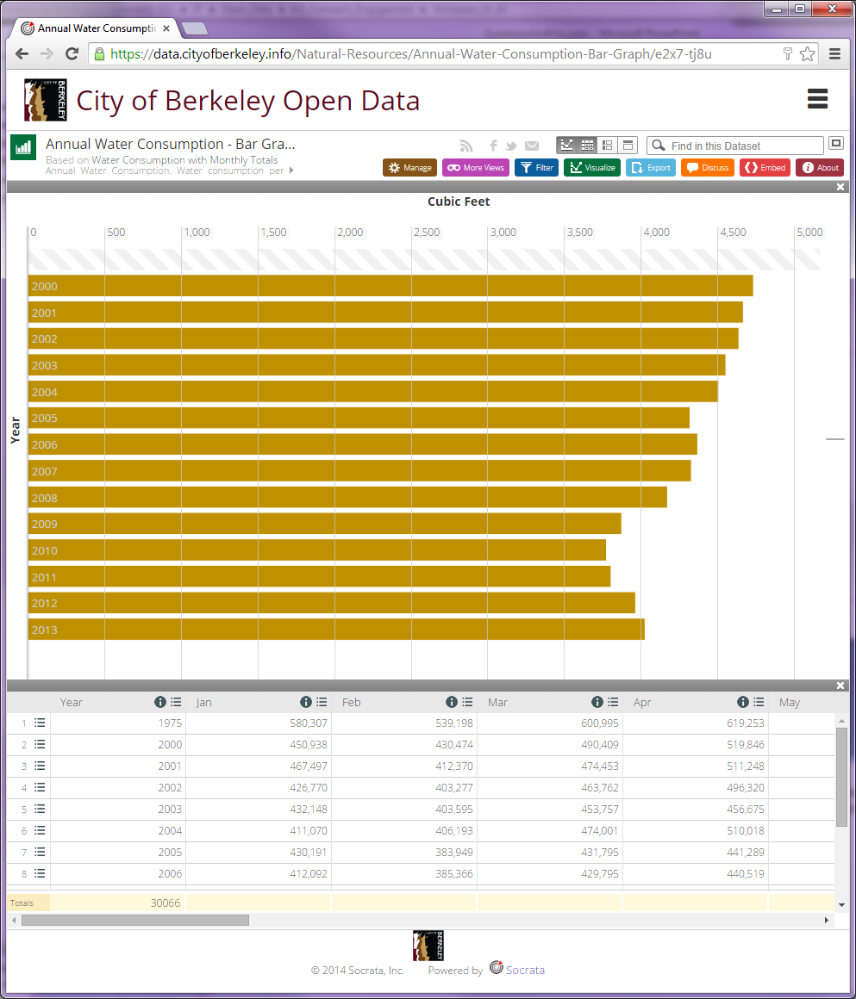 Annual Water Consumptic
https://data.cityofberkeley.info/Natural-Resources/Annual-Water-Consumption-Bar-Graph/e2x7-tj8u
CITY OF BERKELEY
City of Berkeley Open Data
Annual Water Consumption - Bar Gra...
Based on Water Consumption with Monthly Totals
Annual Water Consumption. Water consumption per
Find in this Dataset
Manage More Views Filter Visualize Export Discuss Embed About
Cubic Feet
0 500 1,000 1,500 2,000 2,500 3,000 3,500 4,000 4,500 5,000
Year
2000
2001
2002
2003
2004
2005
2006
2007
2008
2009
2010
2011
2012
2013
Year Jan Feb Mar Apr May
1 1975 580,307 539,198 600,995 619,253
2 2000 450,938 430,474 490,409 519,846
3 2001 467,497 412,370 474,453 511,248
4 2002 426,770 403,277 463,762 496,320
5 2003 432,148 403,595 453,757 456,675
6 2004 411,070 406,193 474,001 510,018
7 2005 430,191 383,949 431,795 441,289
8 2006 412,092 385,366 429,795 440,519
Totals 30066
CITY OF BERKELEY
© 2014 Socrata, Inc. Powered by Socrata